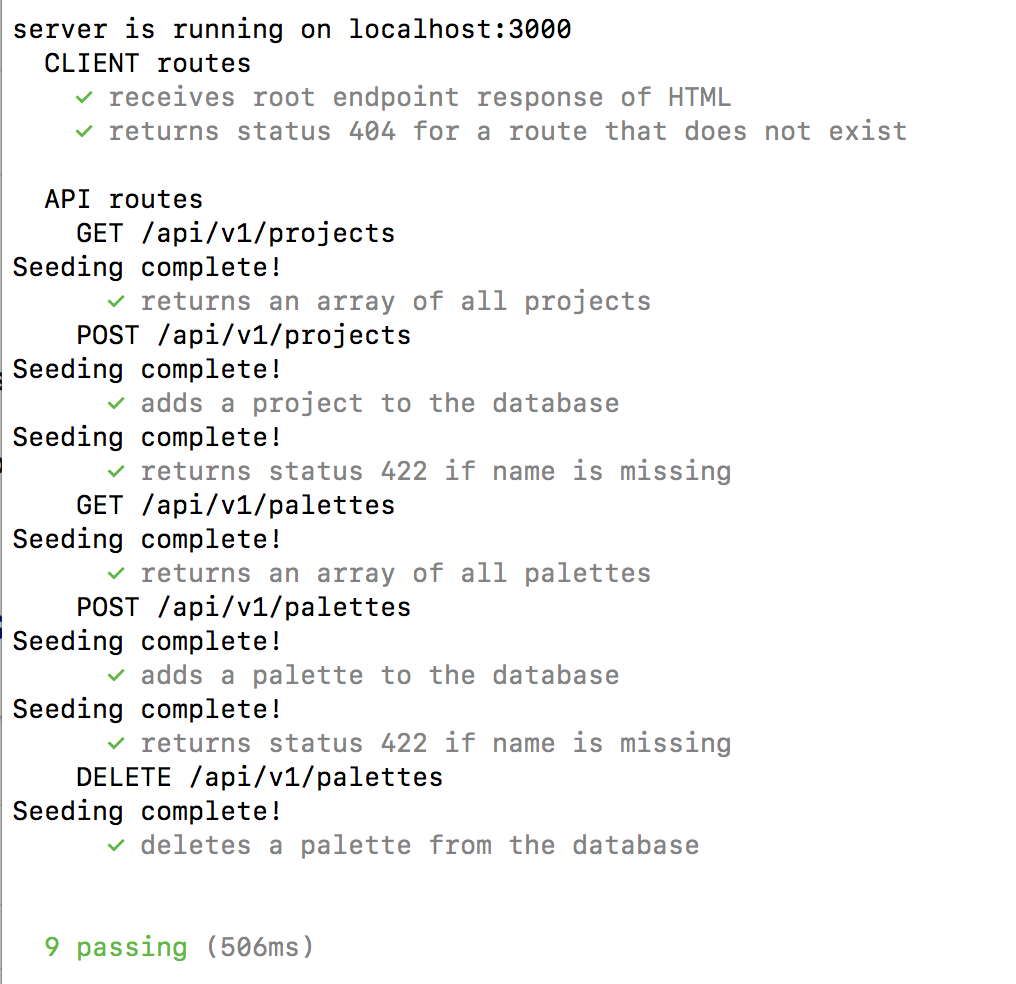 server is running on localhost:3000
CLIENT routes
✓ receives root endpoint response of HTML
✓ returns status 404 for a route that does not exist
API routes
GET /api/v1/projects
Seeding complete!
✓ returns an array of all projects
POST /api/v1/projects
Seeding complete!
✓ adds a project to the database
Seeding complete!
✓ returns status 422 if name is missing
GET /api/v1/palettes
Seeding complete!
✓ returns an array of all palettes
POST /api/v1/palettes
Seeding complete!
✓ adds a palette to the database
Seeding complete!
✓ returns status 422 if name is missing
DELETE /api/v1/palettes
Seeding complete!
✓ deletes a palette from the database
9 passing (506ms)